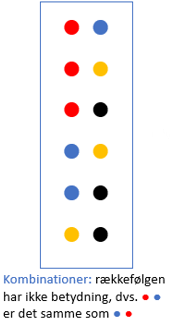 Kombinationer: rækkefølgen
har ikke betydning, dvs.
er det samme som